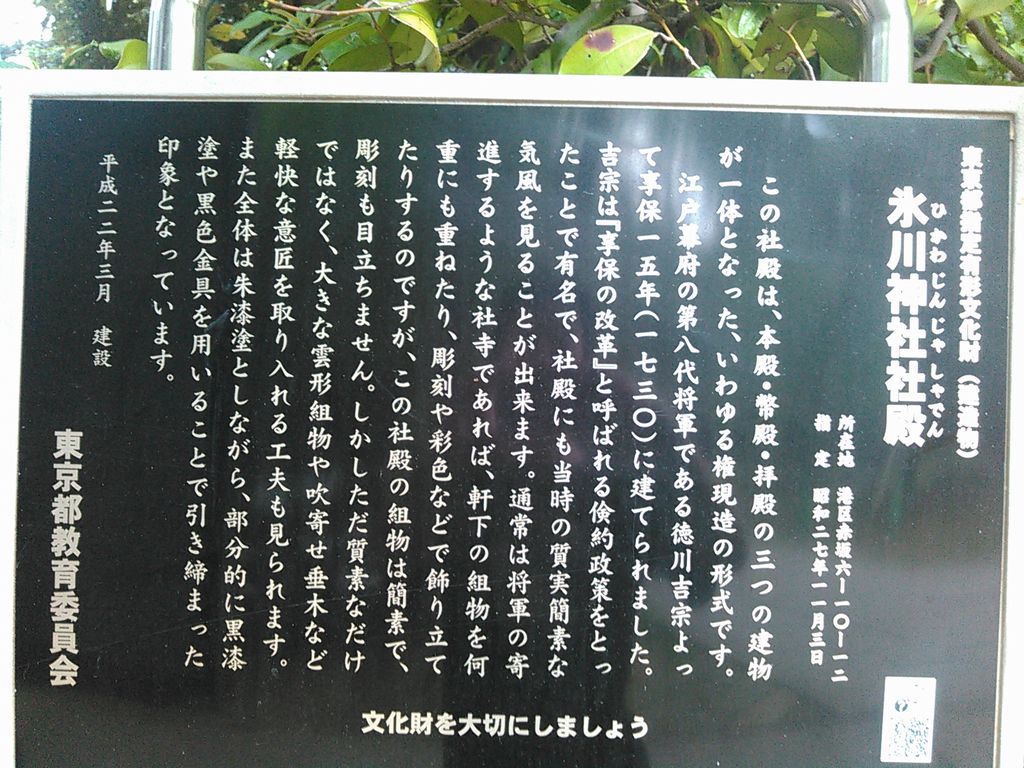 東京都指定有形文化財（建造物）
ひかわじんじゃしゃでん
氷川神社社殿
所在地　港区赤坂六―一〇―一二
指　定　昭和二七年一一月三日
この社殿は、本殿・幣殿・拝殿の三つの建物
が一体となった、いわゆる権現造の形式です。
江戸幕府の第八代将軍である徳川吉宗よっ
て享保一五年（一七三〇）に建てられました。
吉宗は『享保の改革』と呼ばれる倹約政策をとっ
たことで有名で、社殿にも当時の質実簡素な
気風を見ることが出来ます。通常は将軍の寄
進するような社寺であれば、軒下の組物を何
重にも重ねたり、彫刻や彩色などで飾り立て
たりするのですが、この社殿の組物は簡素で、
彫刻も目立ちません。しかしただ質素なだけ
ではなく、大きな雲形組物や吹寄せ垂木など
軽快な意匠を取り入れる工夫も見られます。
また全体は朱漆塗としながら、部分的に黒漆
塗や黒色金具を用いることで引き締まった
印象となっています。
平成二二年三月　建設
東京都教育委員会
文化財を大切にしましょう